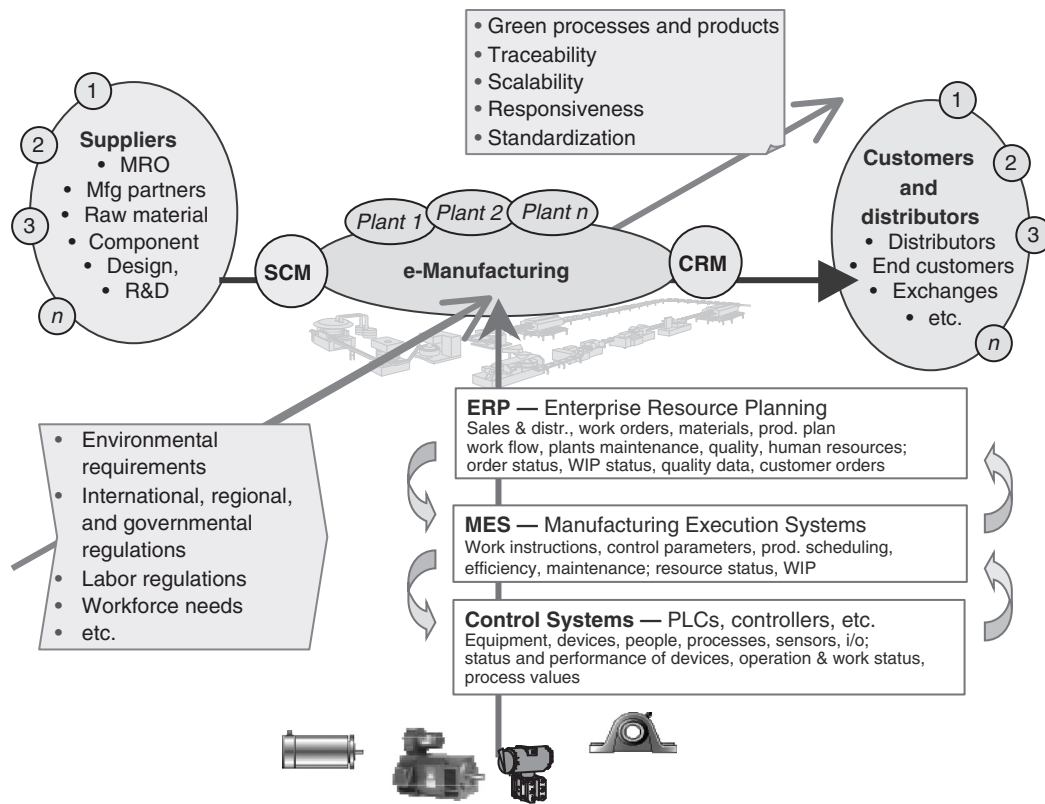 • Green processes and products
• Traceability
• Scalability
• Responsiveness
• Standardization
1
2
3
n
Suppliers
• MRO
• Mfg partners
• Raw material
• Component
• Design,
• R&D
SCM
Plant 1
Plant 2
Plant n
e-Manufacturing
CRM
1
2
3
n
Customers
and
distributors
• Distributors
• End customers
• Exchanges
• etc.
• Environmental
requirements
• International, regional,
and governmental
regulations
• Labor regulations
• Workforce needs
• etc.
ERP — Enterprise Resource Planning
Sales & distr., work orders, materials, prod. plan
work flow, plants maintenance, quality, human resources;
order status, WIP status, quality data, customer orders
MES — Manufacturing Execution Systems
Work instructions, control parameters, prod. scheduling,
efficiency, maintenance; resource status, WIP
Control Systems — PLCs, controllers, etc.
Equipment, devices, people, processes, sensors, i/o;
status and performance of devices, operation & work status,
process values